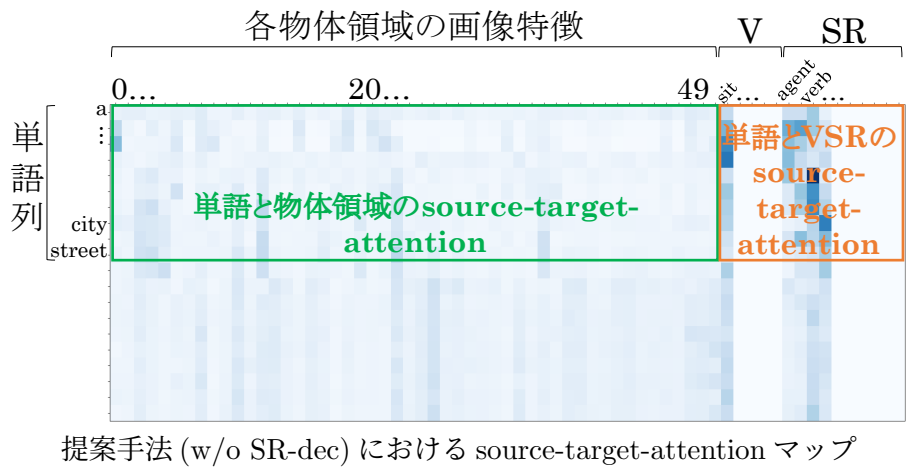 各物体領域の画像特徴 V SR
0... 20... 49 sit ... agent verb ...
単語列
a
⋮
city
street
単語と物体領域のsource-target-
attention
単語とVSRの
source-
target-
attention
提案手法 (w/o SR-dec) における source-target-attention マップ